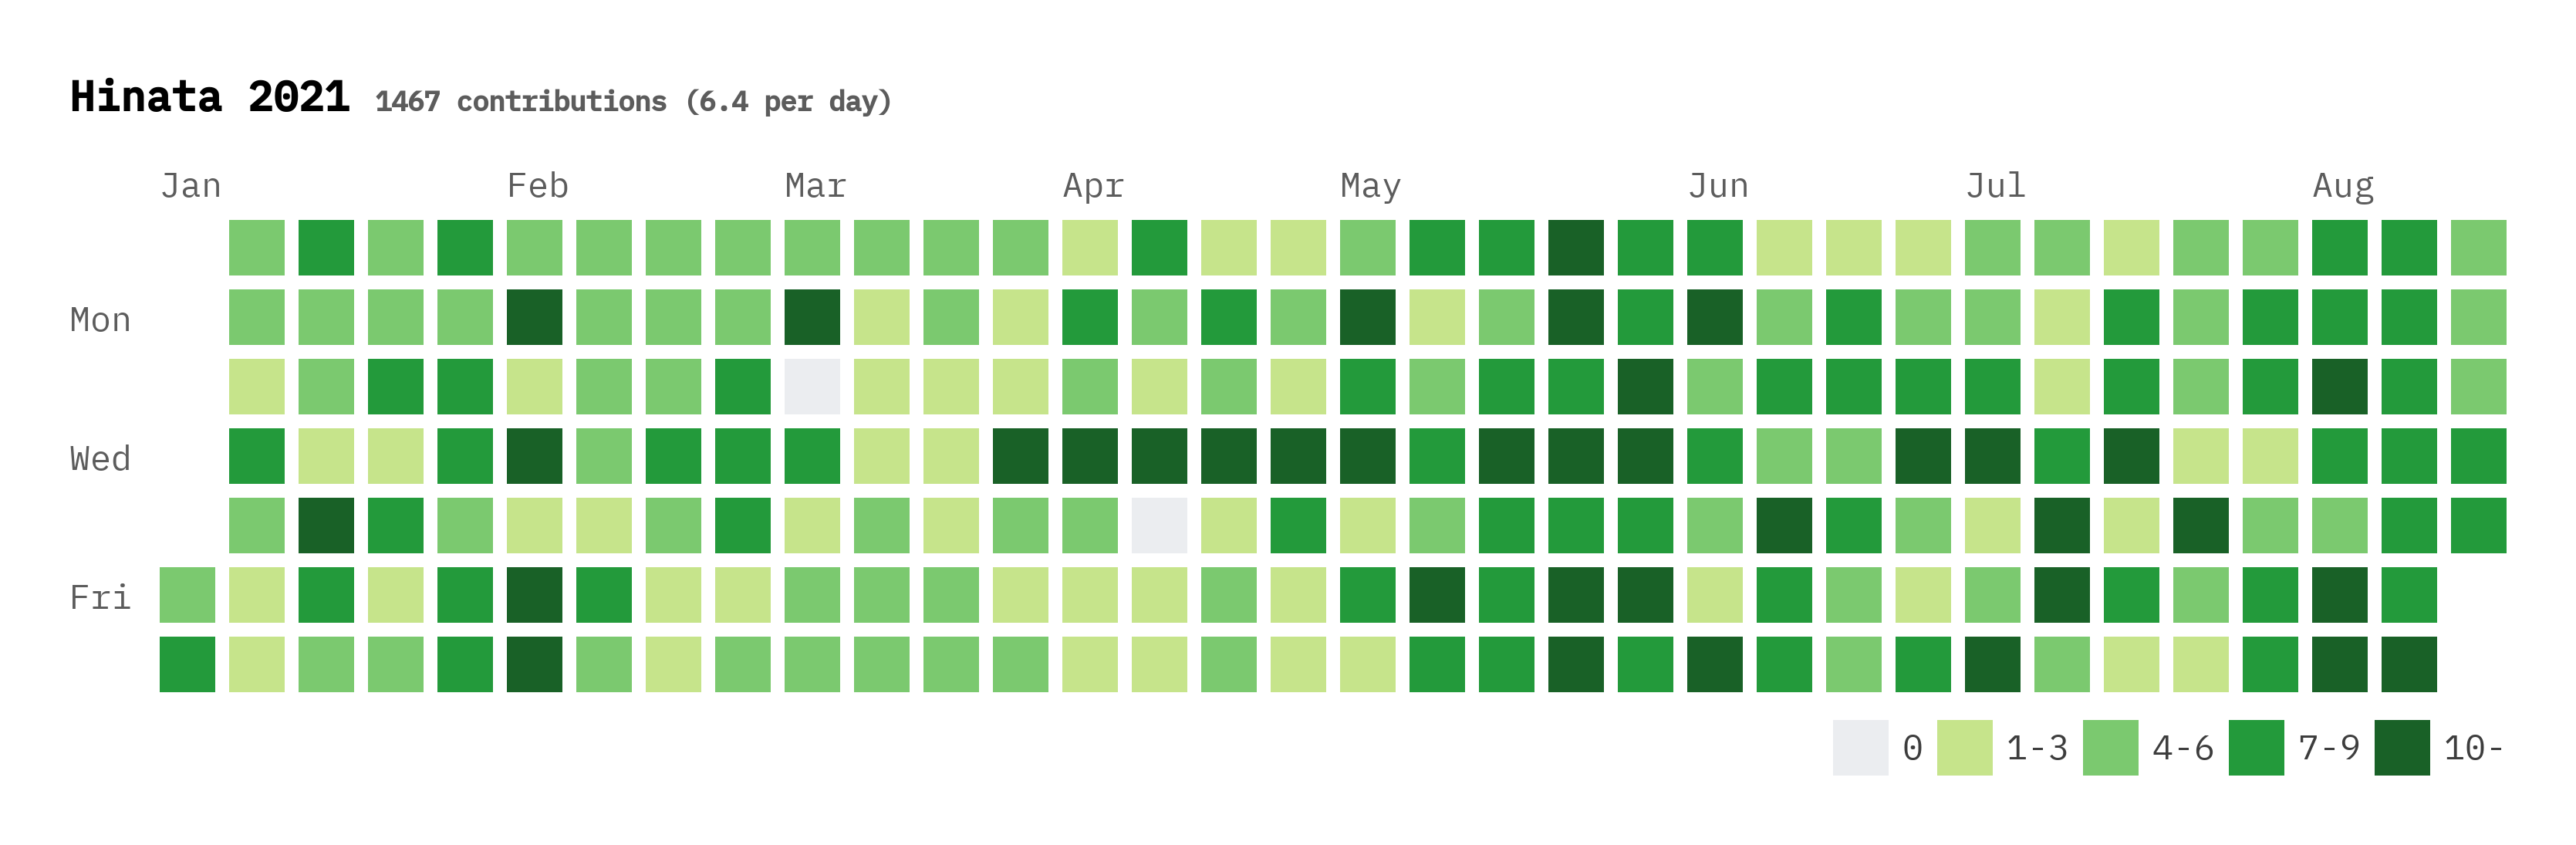 Hinata 2021 1467 contributions (6.4 per day)
Jan Feb Mar Apr May Jun Jul Aug
Mon
Wed
Fri
0 1-3 4-6 7-9 10-